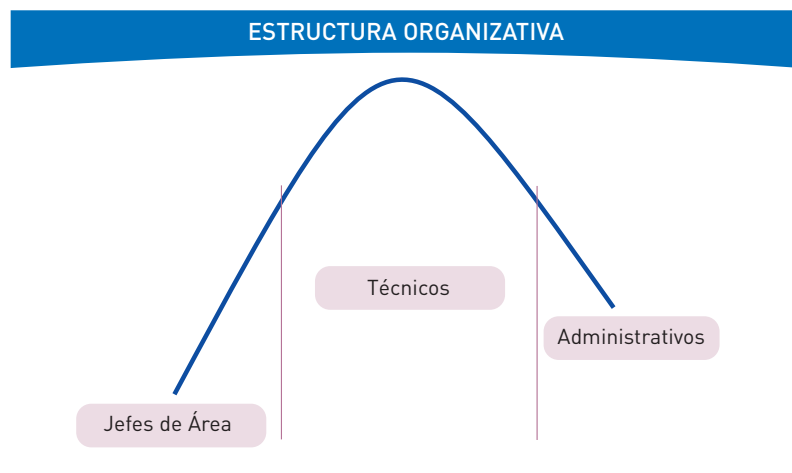 ESTRUCTURA ORGANIZATIVA
Técnicos
Administrativos
Jefes de Área